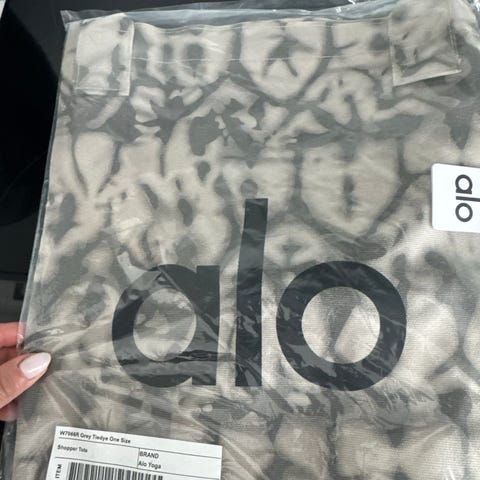 alo
alo
W7066R Grey Tiedye One Size
Shopper Tote
BRAND
Alo Yoga
ITEM